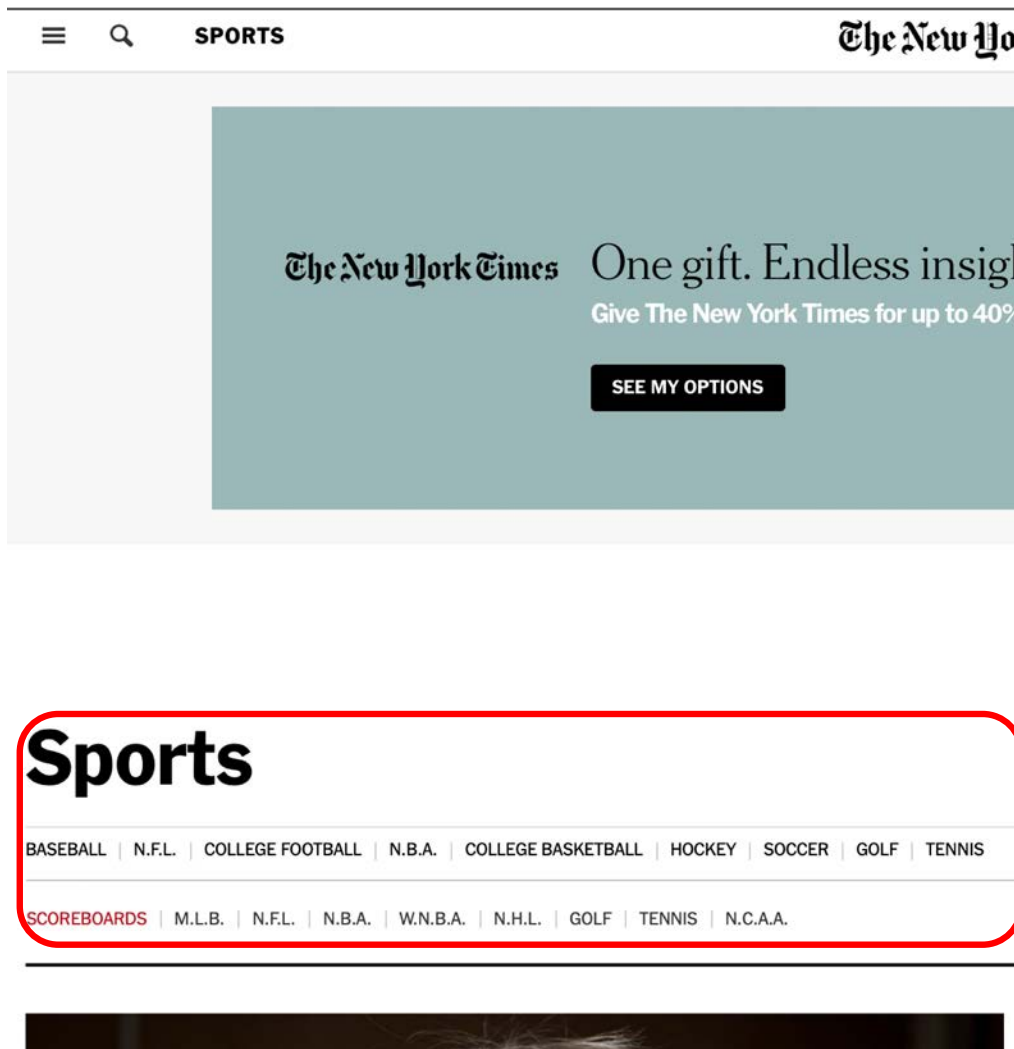 SPORTS
The New Yo
The New York Times
One gift. Endless insig
Give The New York Times for up to 40%
SEE MY OPTIONS
Sports
BASEBALL | N.F.L. | COLLEGE FOOTBALL | N.B.A. | COLLEGE BASKETBALL | HOCKEY | SOCCER | GOLF | TENNIS
SCOREBOARDS | M.L.B. | N.F.L. | N.B.A. | W.N.B.A. | N.H.L. | GOLF | TENNIS | N.C.A.A.